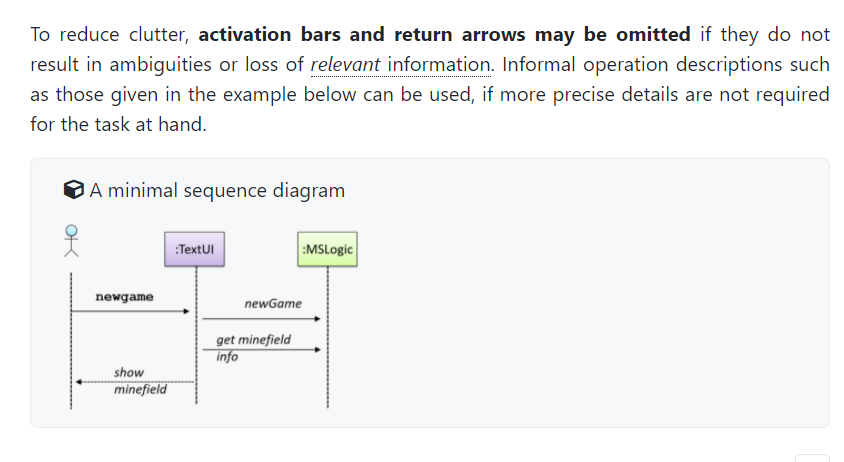 To reduce clutter, activation bars and return arrows may be omitted if they do not
result in ambiguities or loss of relevant information. Informal operation descriptions such
as those given in the example below can be used, if more precise details are not required
for the task at hand.
A minimal sequence diagram
:TextUI
:MSLogic
newgame
newGame
get minefield
info
show
minefield